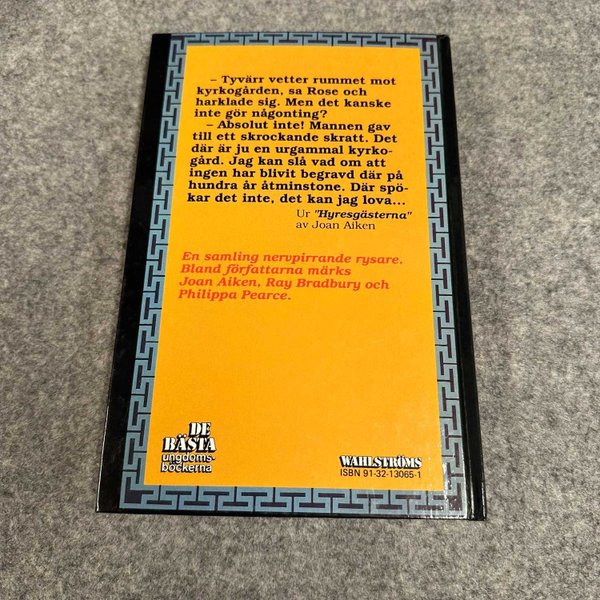 – Tyvärr vetter rummet mot
kyrkogården, sa Rose och
harklade sig. Men det kanske
inte gör någonting?
– Absolut inte! Mannen gav
till ett skrockande skratt. Det
där är ju en urgammal kyrko-
gård. Jag kan slå vad om att
ingen har blivit begravd där på
hundra år åtminstone. Där spö-
kar det inte, det kan jag lova...
Ur "Hyresgästerna"
av Joan Aiken
En samling nervpirrande rysare.
Bland författarna märks
Joan Aiken, Ray Bradbury och
Philippa Pearce.
DE
BÄSTA
ungdoms-
böckerna
WAHLSTRÖMS
ISBN 91-32-13065-1